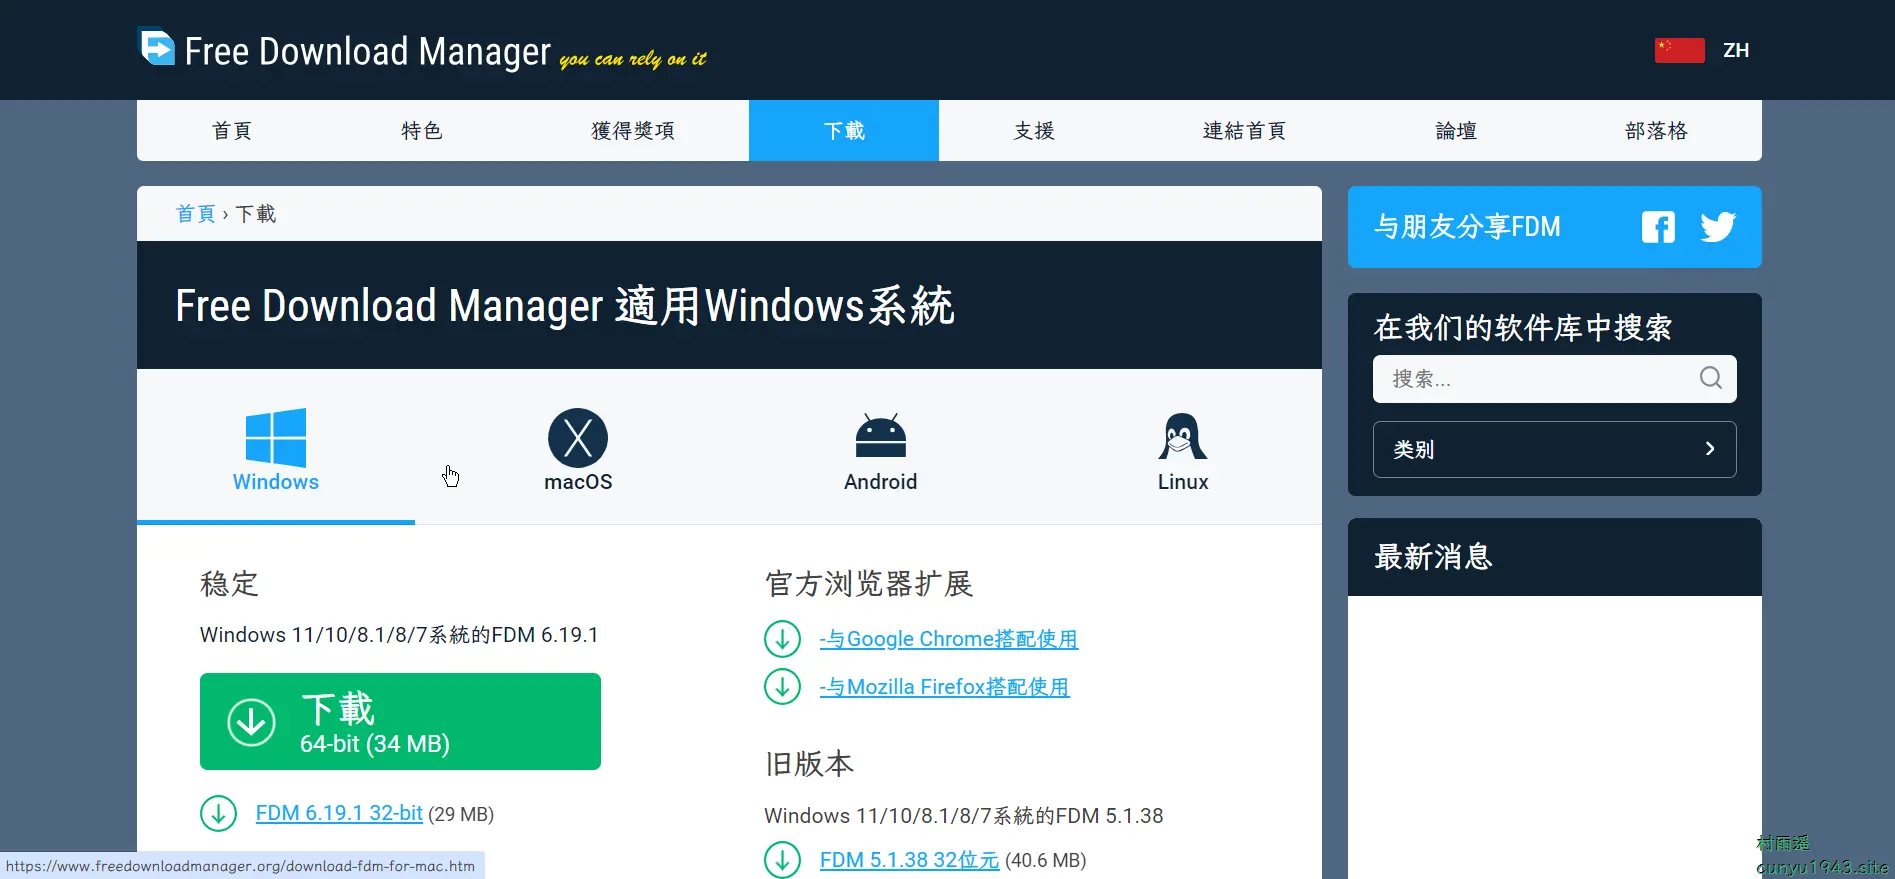 Free Download Manager you can rely on it
ZH
首頁 特色 獲得獎項 下載 支援 連結首頁 論壇 部落格
首頁 › 下載
Free Download Manager 適用Windows系統
Windows
macOS
Android
Linux
稳定
Windows 11/10/8.1/8/7系統的FDM 6.19.1
下載
64-bit (34 MB)
FDM 6.19.1 32-bit (29 MB)
官方浏览器扩展
-与Google Chrome搭配使用
-与Mozilla Firefox搭配使用
旧版本
Windows 11/10/8.1/8/7系統的FDM 5.1.38
FDM 5.1.38 32位元 (40.6 MB)
与朋友分享FDM
在我们的软件库中搜索
搜索...
类别
最新消息
https://www.freedownloadmanager.org/download-fdm-for-mac.htm
村雨遥
cunyu1943.site